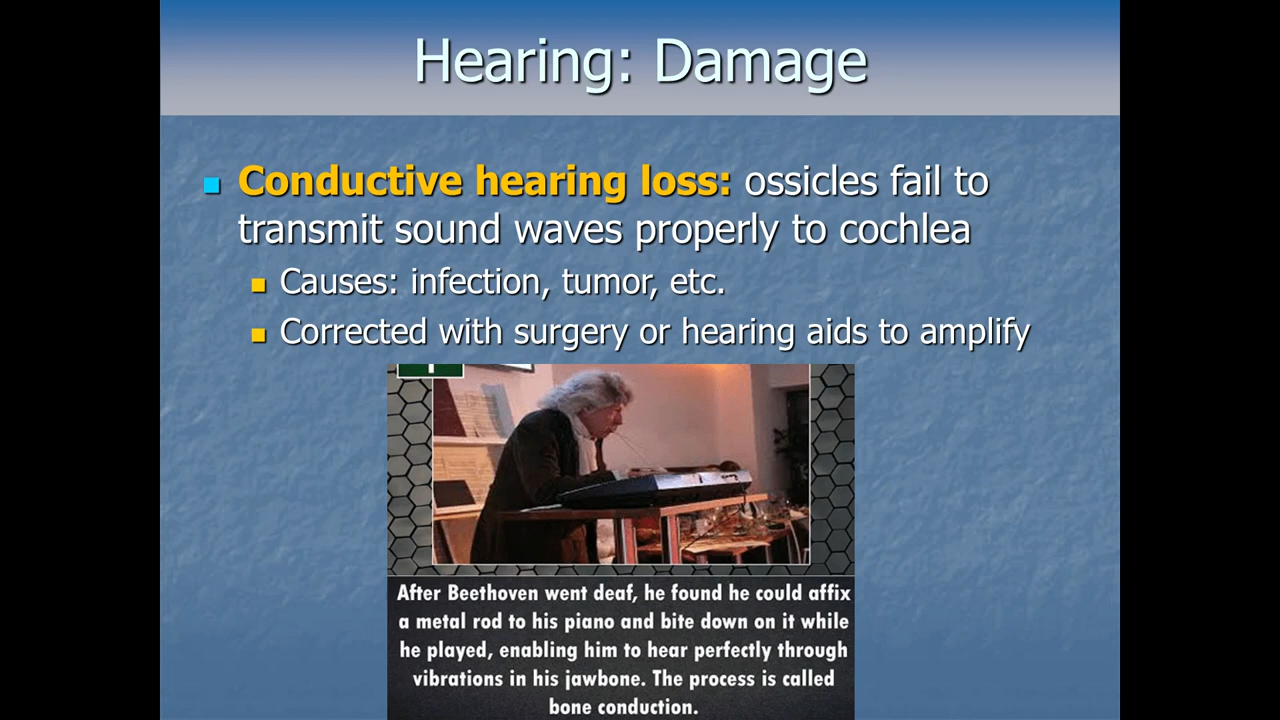 Hearing: Damage
Conductive hearing loss: ossicles fail to
transmit sound waves properly to cochlea
Causes: infection, tumor, etc.
Corrected with surgery or hearing aids to amplify
After Beethoven went deaf, he found he could affix
a metal rod to his piano and bite down on it while
he played, enabling him to hear perfectly through
vibrations in his jawbone. The process is called
bone conduction.